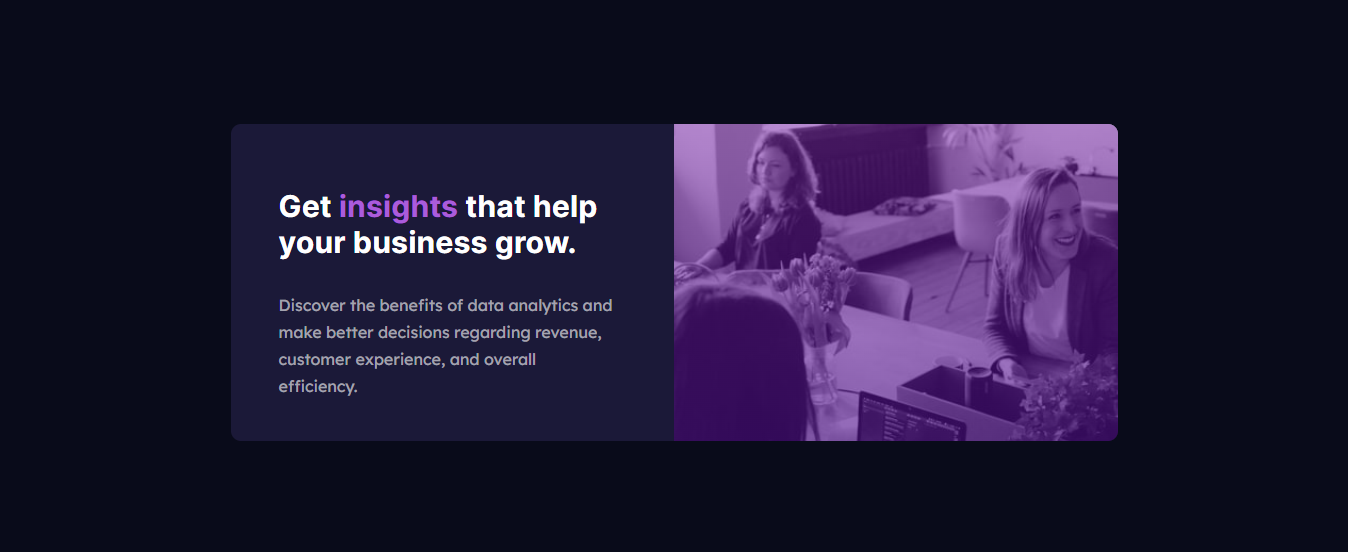 Get insights that help
your business grow.
Discover the benefits of data analytics and
make better decisions regarding revenue,
customer experience, and overall
efficiency.